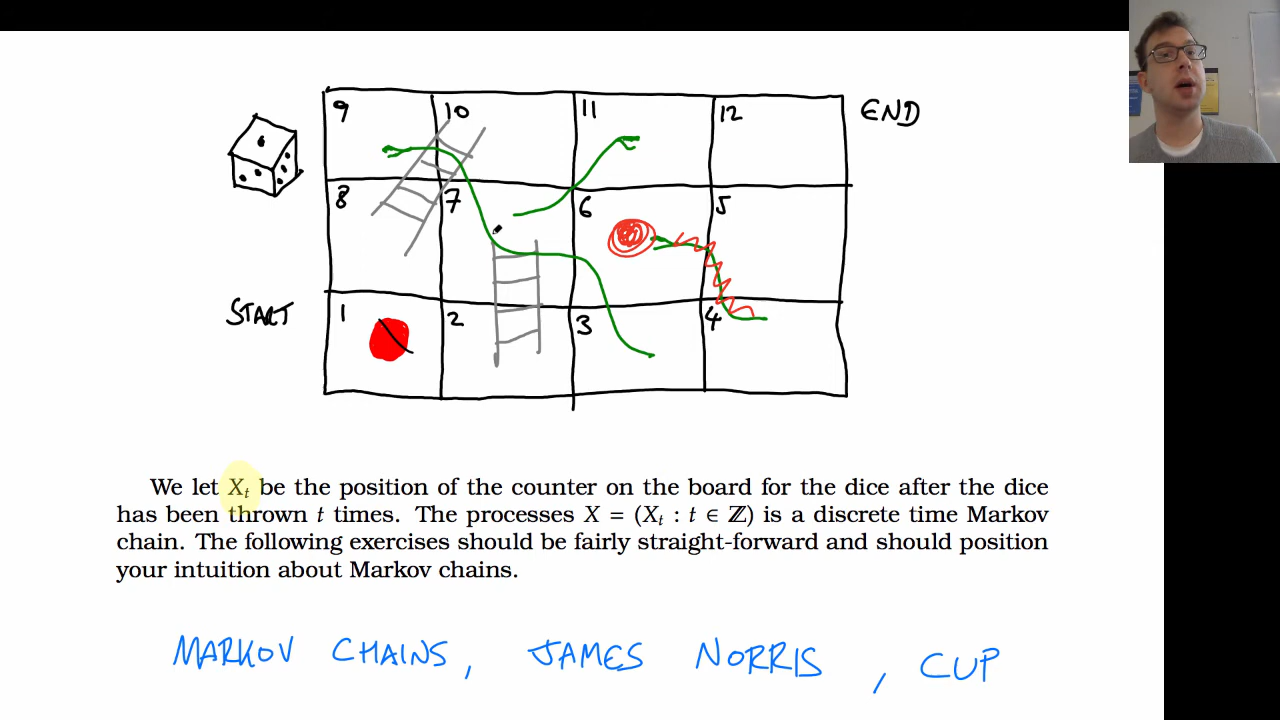 9 10 11 12 END
8 7 6 5
START 1 2 3 4
We let Xₜ be the position of the counter on the board for the dice after the dice
has been thrown t times. The processes X = (Xₜ : t ∈ ℤ) is a discrete time Markov
chain. The following exercises should be fairly straight-forward and should position
your intuition about Markov chains.
MARKOV CHAINS, JAMES NORRIS, CUP